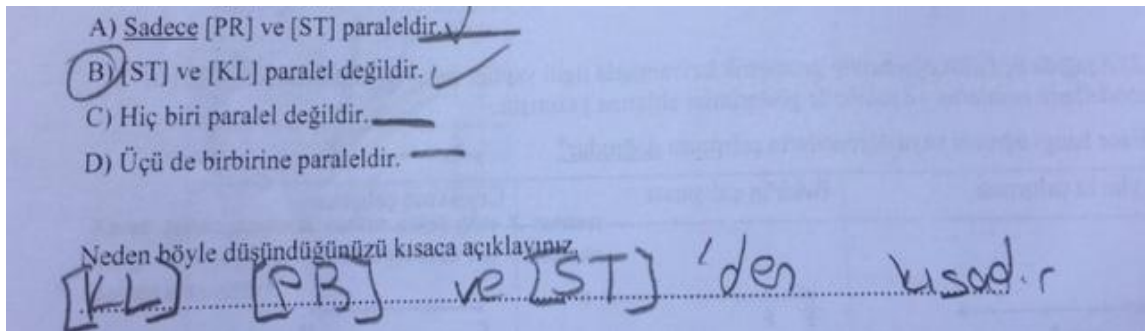 A) Sadece [PR] ve [ST] paraleldir.
B) [ST] ve [KL] paralel değildir.
C) Hiç biri paralel değildir.
D) Üçü de birbirine paraleldir.
Neden böyle düşündüğünüzü kısaca açıklayınız.
[KL] [PB] ve [ST] 'den kısadır